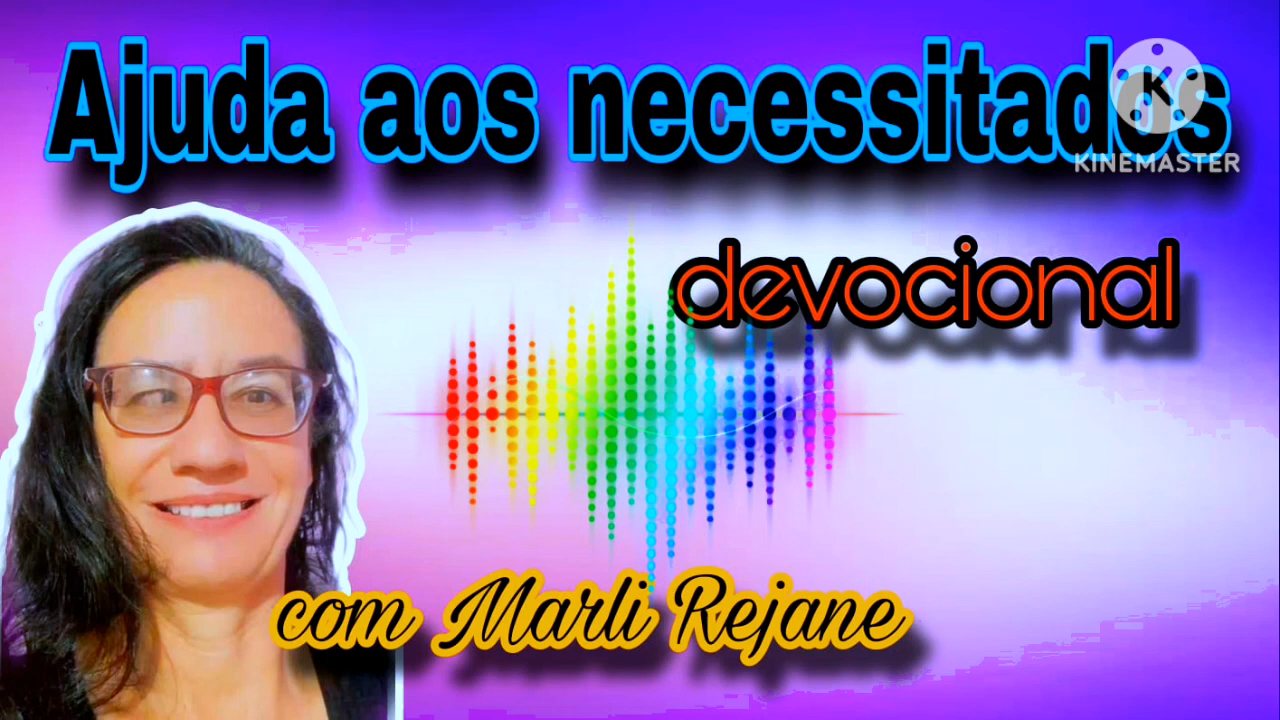 Ajuda aos necessitados
K
KINEMASTER
devocional
com Marli Rejane